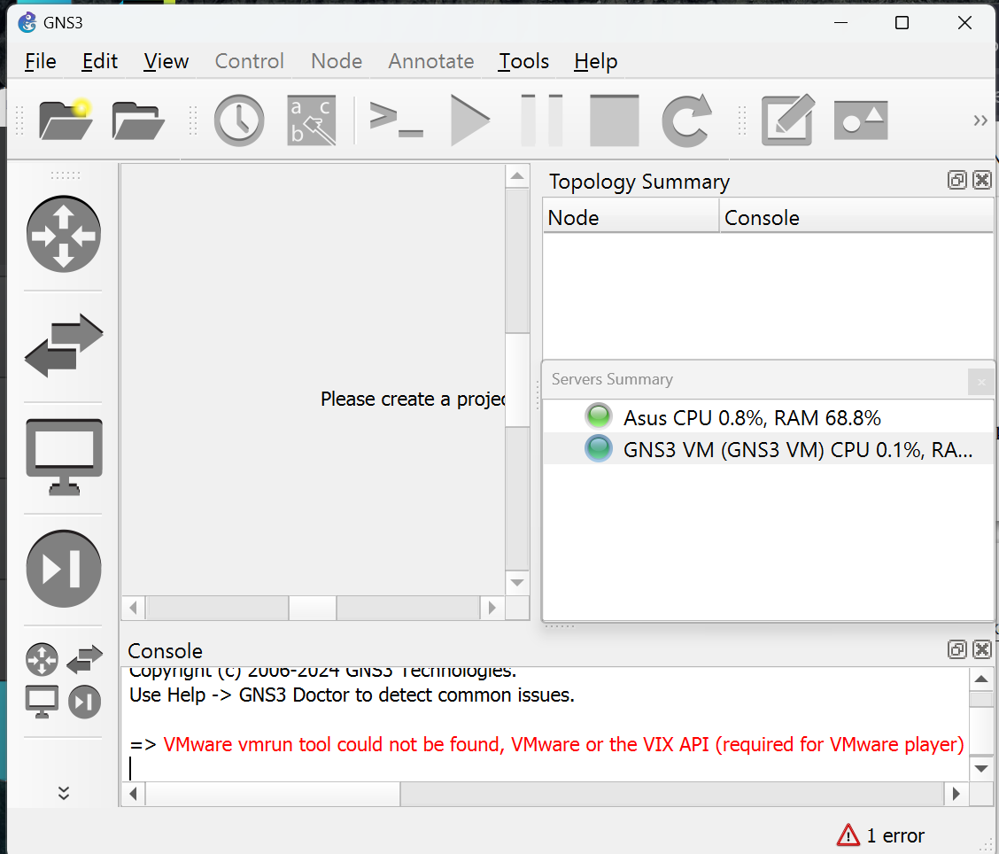 GNS3
File Edit View Control Node Annotate Tools Help
a c
b
Topology Summary
Node Console
Please create a projec
Servers Summary
Asus CPU 0.8%, RAM 68.8%
GNS3 VM (GNS3 VM) CPU 0.1%, RA...
Console
Copyright (c) 2006-2024 GNS3 Technologies.
Use Help -> GNS3 Doctor to detect common issues.
=> VMware vmrun tool could not be found, VMware or the VIX API (required for VMware player)
1 error